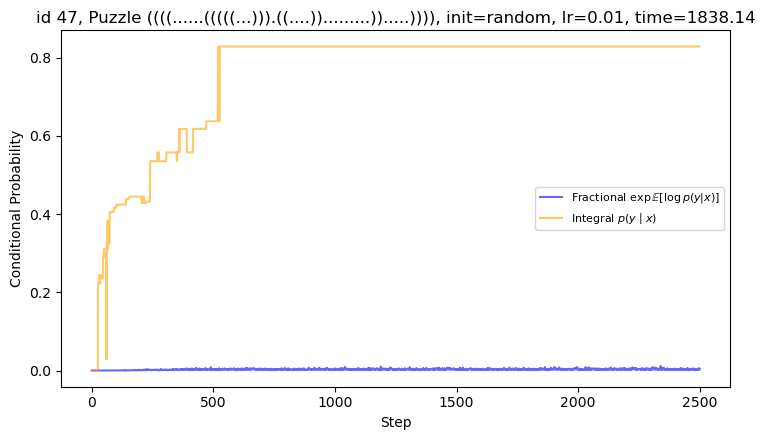 id 47, Puzzle ((((......(((((...))).((....)).........)).....)))), init=random, lr=0.01, time=1838.14
Conditional Probability
0.8
0.6
0.4
0.2
0.0
Fractional exp𝔼[log p(y|x)]
Integral p(y | x)
0 500 1000 1500 2000 2500
Step